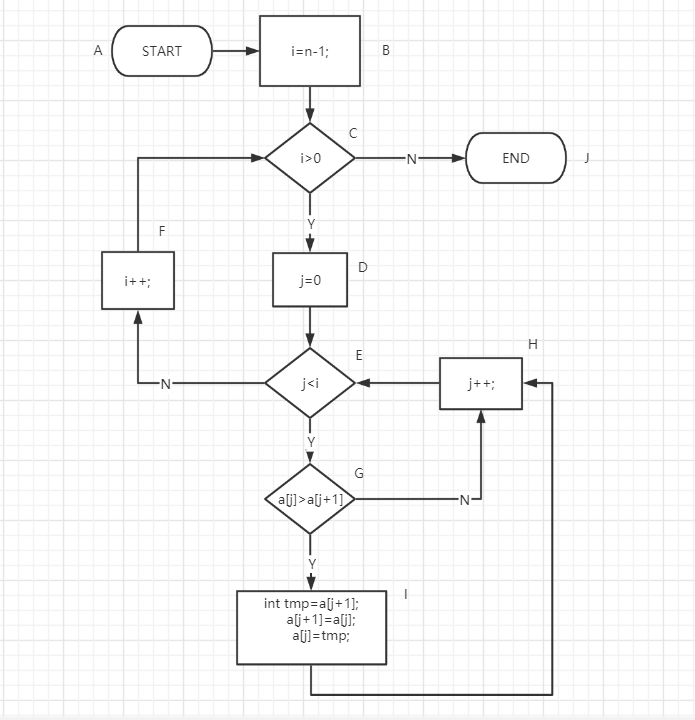 A
START
i=n-1;
B
C
i>0
N
END
J
Y
F
i++;
j=0
D
E
H
j<i
j++;
N
Y
G
a[j]>a[j+1]
N
Y
I
int tmp=a[j+1];
a[j+1]=a[j];
a[j]=tmp;